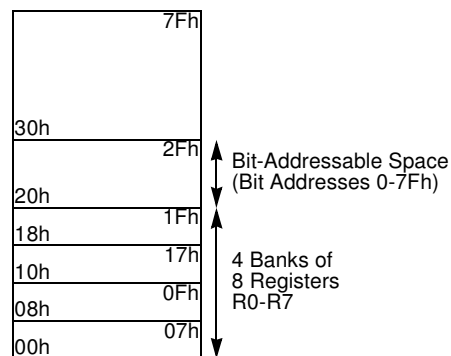 7Fh
30h
2Fh
Bit-Addressable Space
(Bit Addresses 0-7Fh)
20h
1Fh
18h
17h
4 Banks of
8 Registers
R0-R7
10h
0Fh
08h
07h
00h